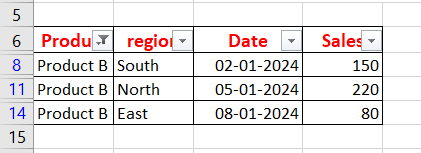 5
6 Produ region Date Sales
8 Product B South 02-01-2024 150
11 Product B North 05-01-2024 220
14 Product B East 08-01-2024 80
15